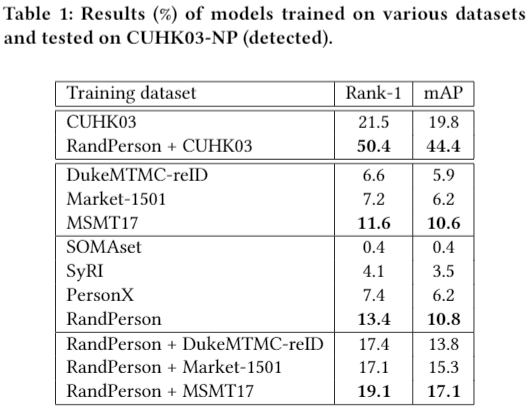 Table 1: Results (%) of models trained on various datasets
and tested on CUHK03-NP (detected).
Training dataset Rank-1 mAP
CUHK03 21.5 19.8
RandPerson + CUHK03 50.4 44.4
DukeMTMC-reID 6.6 5.9
Market-1501 7.2 6.2
MSMT17 11.6 10.6
SOMAset 0.4 0.4
SyRI 4.1 3.5
PersonX 7.4 6.2
RandPerson 13.4 10.8
RandPerson + DukeMTMC-reID 17.4 13.8
RandPerson + Market-1501 17.1 15.3
RandPerson + MSMT17 19.1 17.1